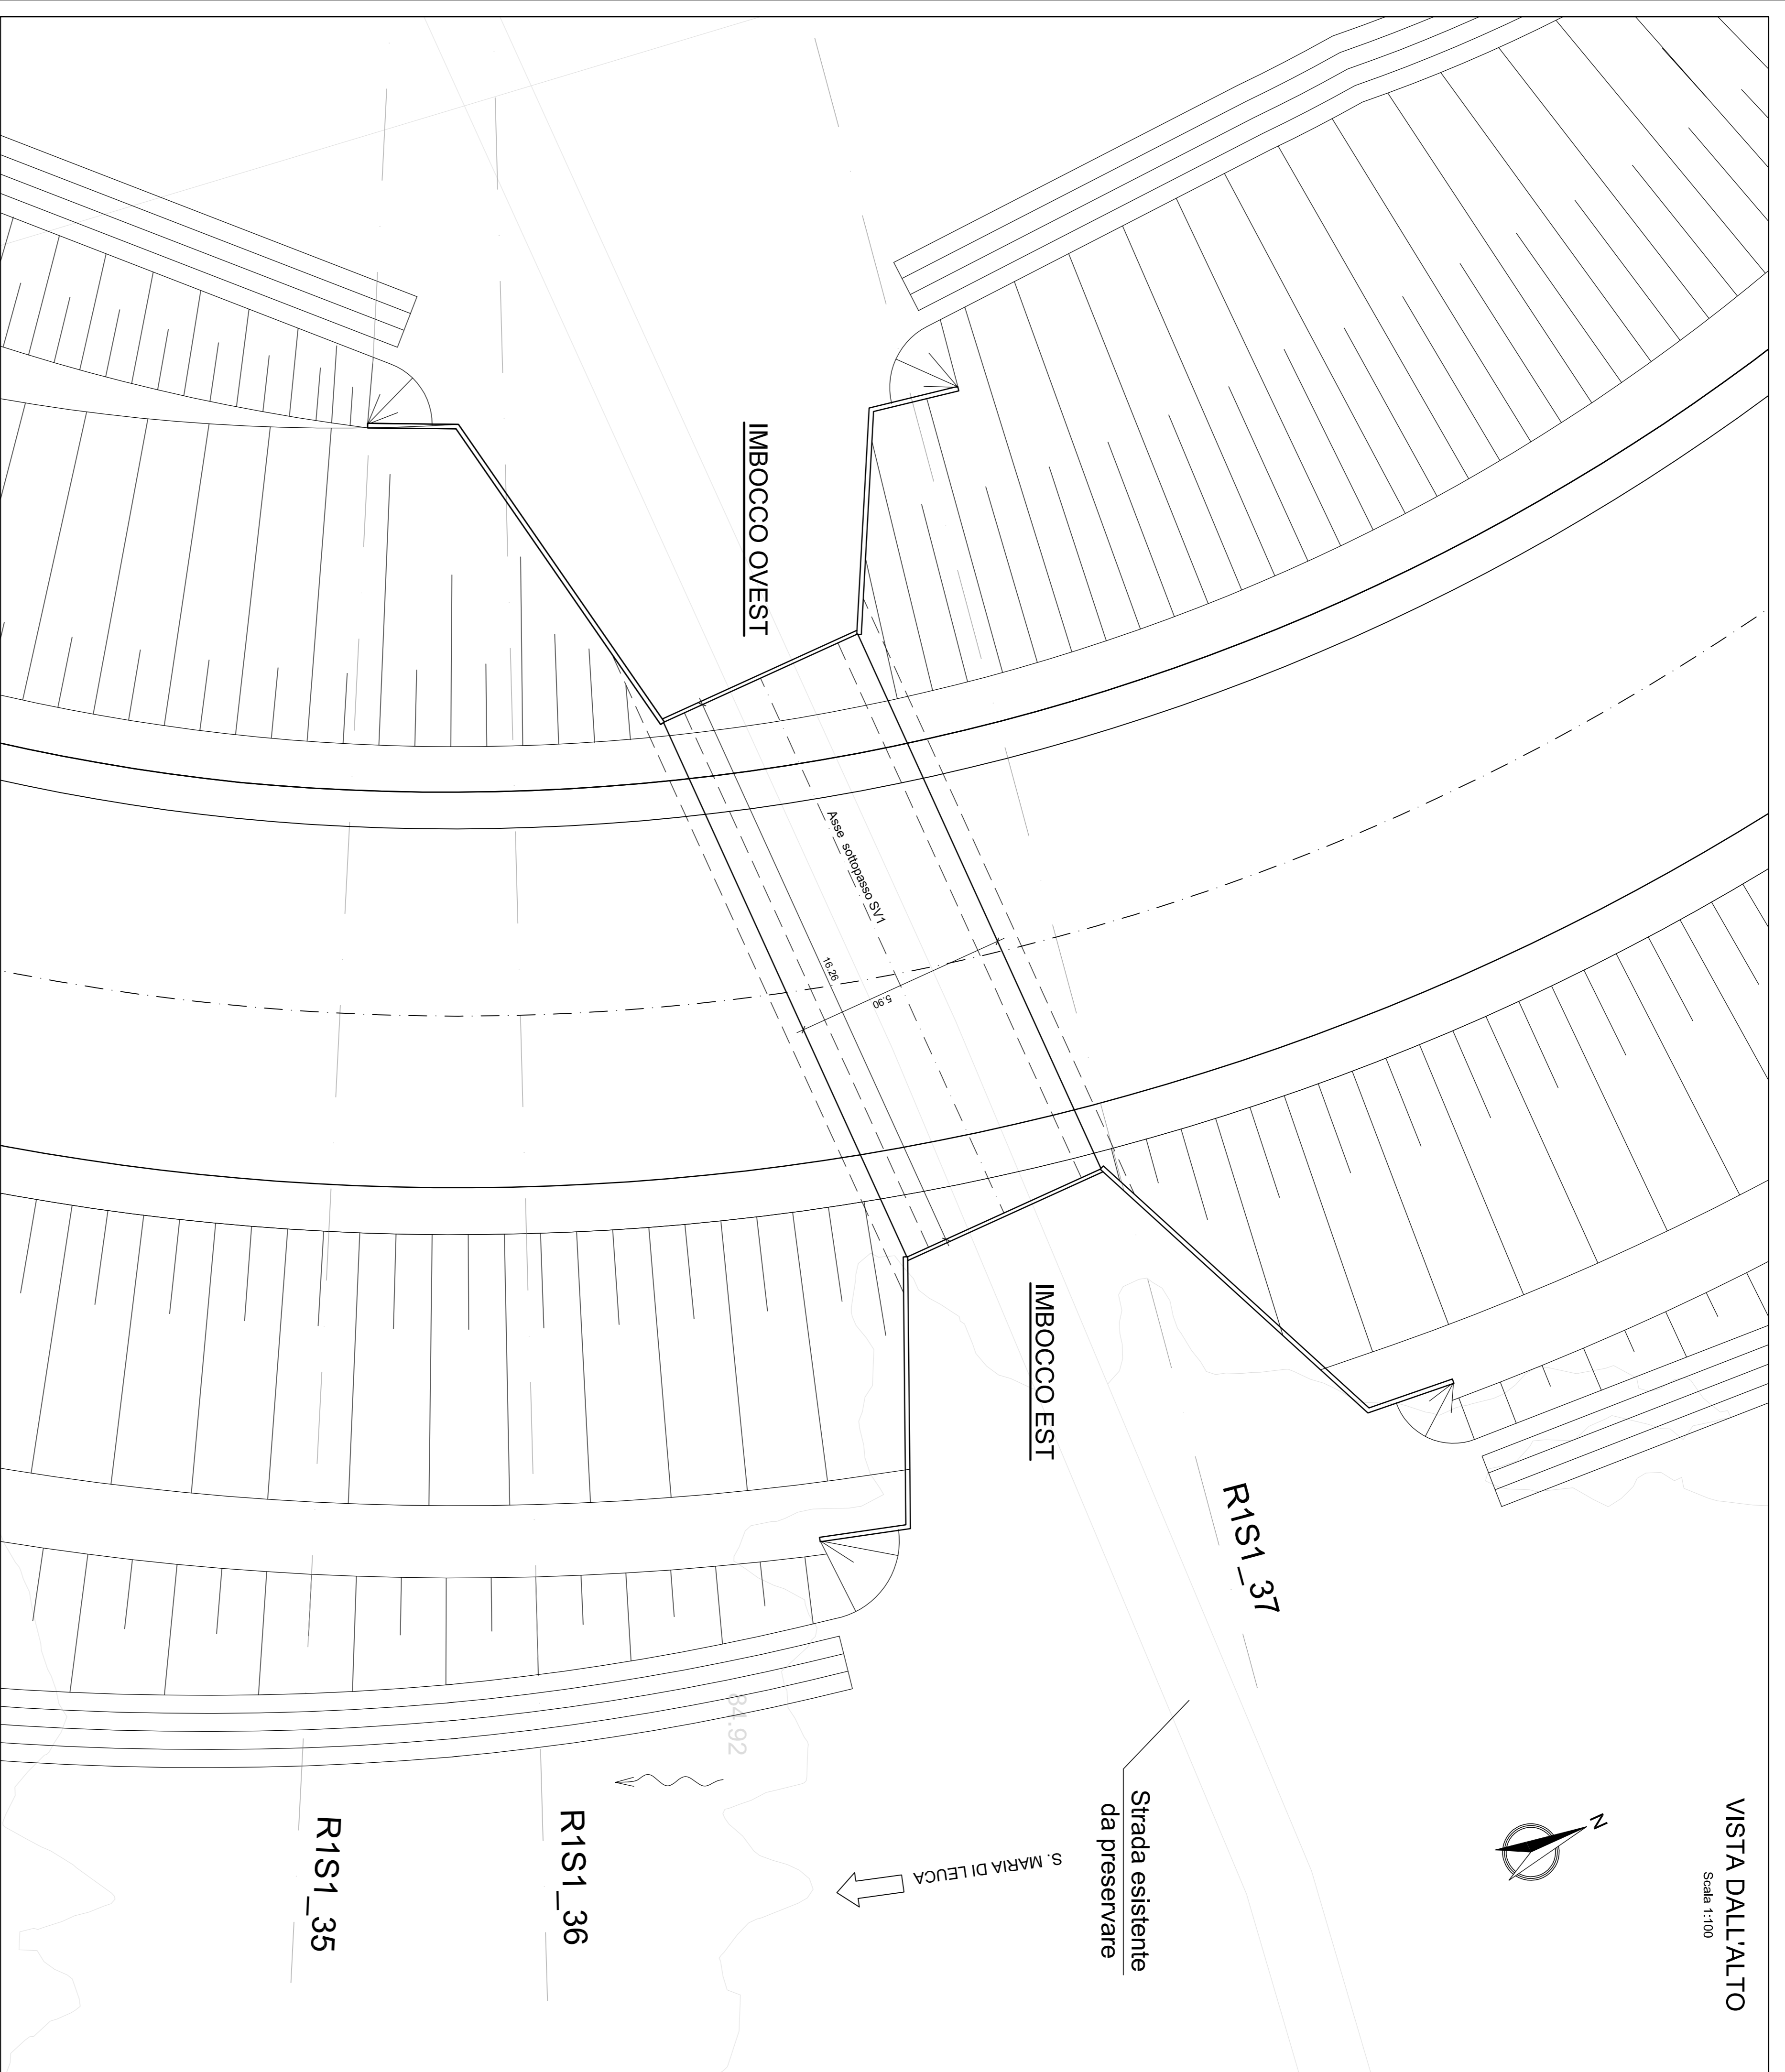 VISTA DALL'ALTO
Scala 1:100
N
IMBOCCO OVEST
Asse sottopasso SV1
16.26
5.90
IMBOCCO EST
R1S1_37
Strada esistente
da preservare
S. MARIA DI LEUCA
84.92
R1S1_36
R1S1_35